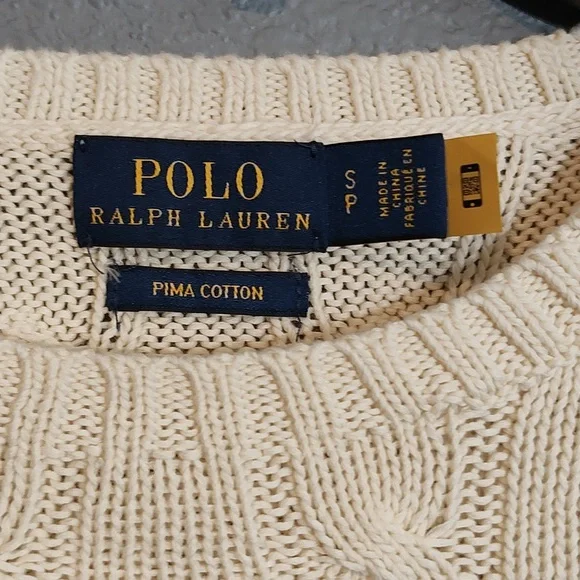 POLO
RALPH LAUREN
S
P
MADE IN
CHINA
FABRIQUÉ EN
CHINE
PIMA COTTON